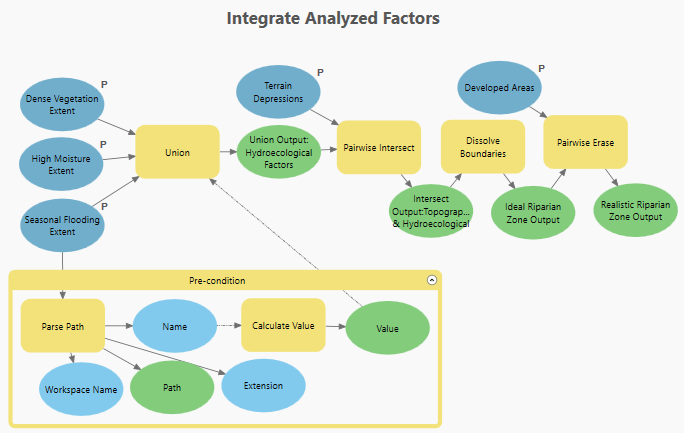 Integrate Analyzed Factors
P
Dense Vegetation
Extent
P
High Moisture
Extent
P
Seasonal Flooding
Extent
Union
P
Terrain
Depressions
Union Output:
Hydroecological
Factors
Pairwise Intersect
Intersect
Output:Topograp...
& Hydroecological
P
Developed Areas
Dissolve
Boundaries
Ideal Riparian
Zone Output
Pairwise Erase
Realistic Riparian
Zone Output
Pre-condition
Parse Path
Name
Calculate Value
Value
Workspace Name
Path
Extension